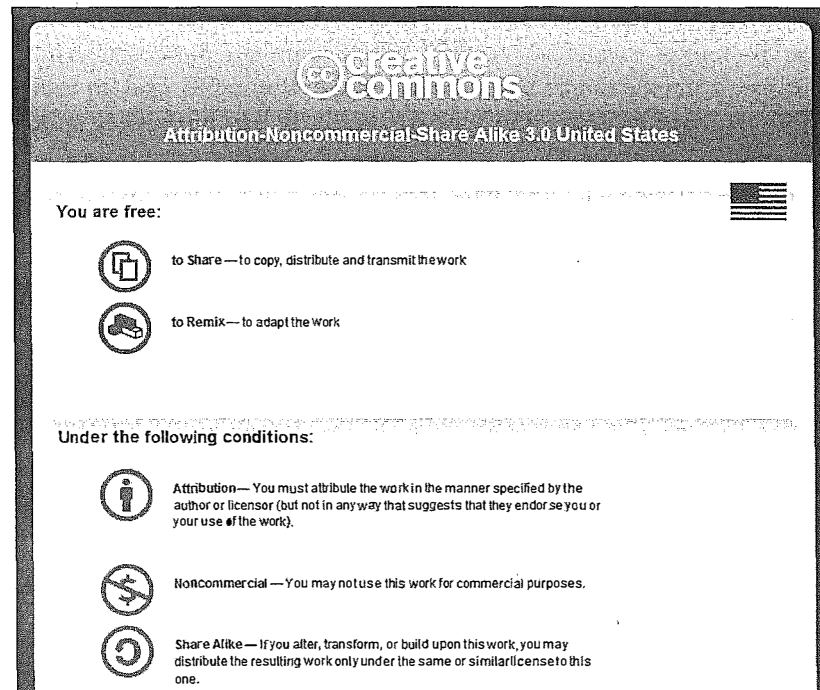 cc creative
commons
Attribution-Noncommercial-Share Alike 3.0 United States
You are free:
to Share — to copy, distribute and transmit the work
to Remix — to adapt the work
Under the following conditions:
Attribution — You must attribute the work in the manner specified by the
author or licensor (but not in any way that suggests that they endorse you or
your use of the work).
Noncommercial — You may not use this work for commercial purposes.
Share Alike — If you alter, transform, or build upon this work, you may
distribute the resulting work only under the same or similar license to this
one.